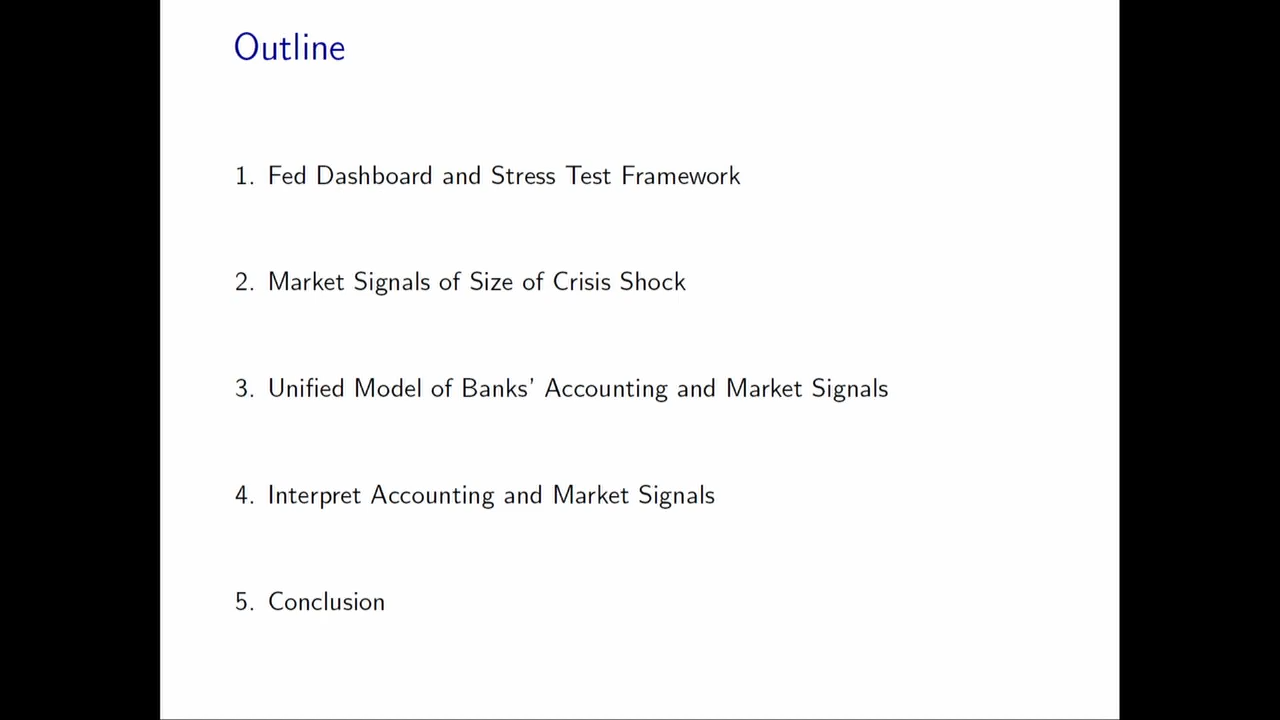 Outline
1. Fed Dashboard and Stress Test Framework
2. Market Signals of Size of Crisis Shock
3. Unified Model of Banks' Accounting and Market Signals
4. Interpret Accounting and Market Signals
5. Conclusion